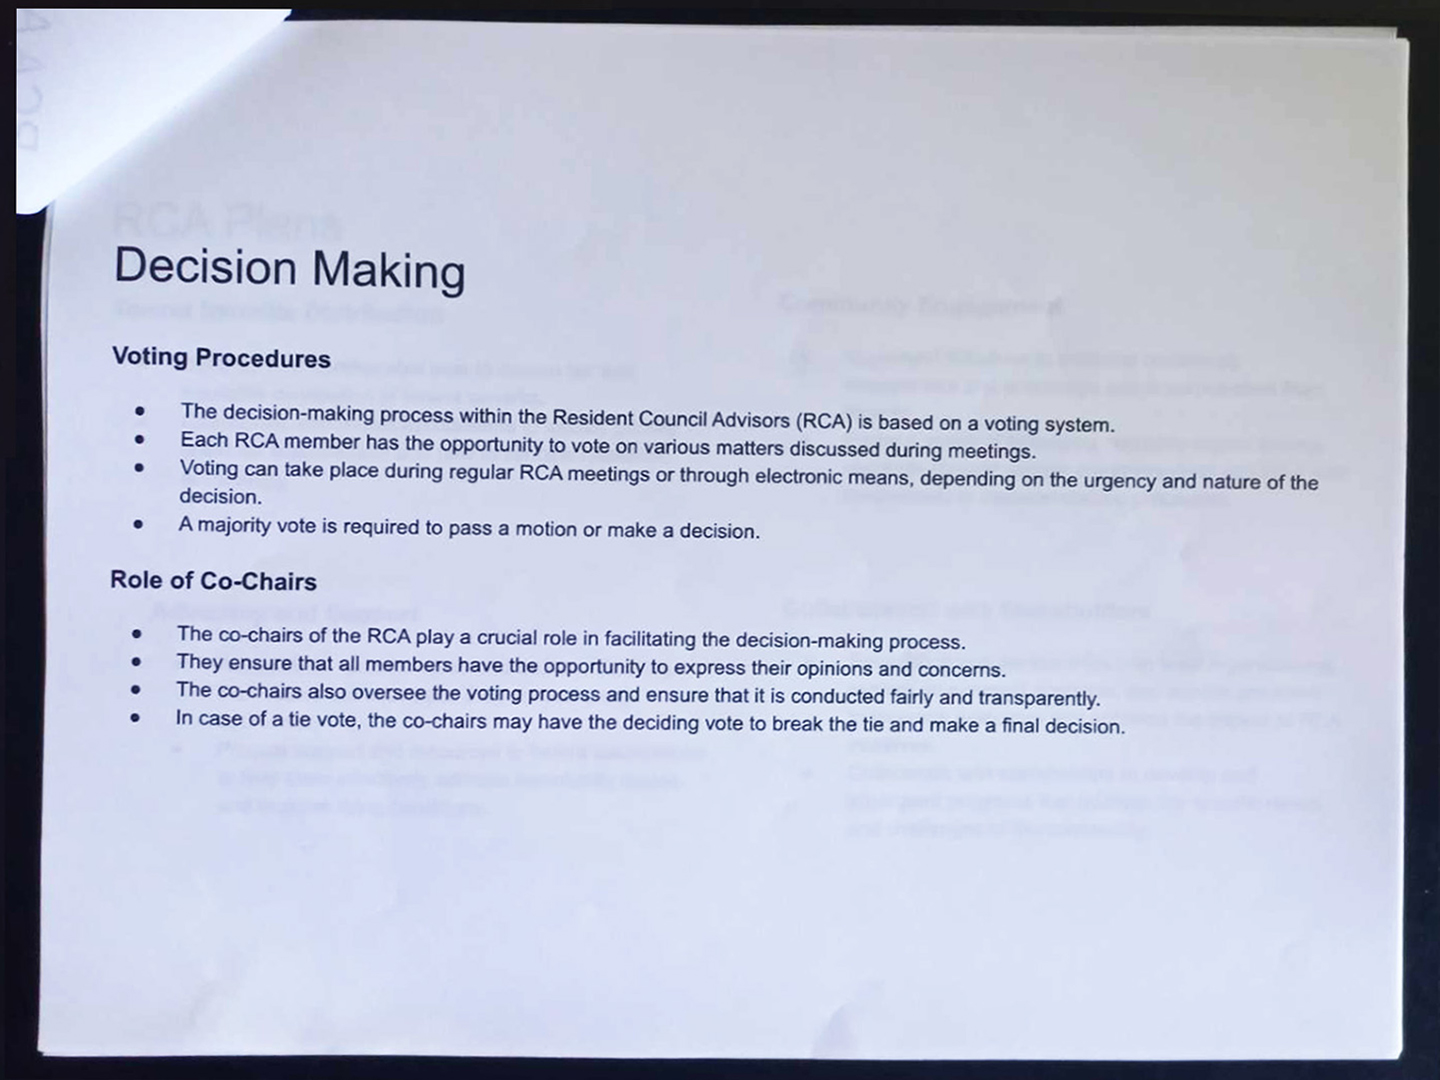 RCA Plans
Decision Making
Community Engagement
Voting Procedures
• The decision-making process within the Resident Council Advisors (RCA) is based on a voting system.
• Each RCA member has the opportunity to vote on various matters discussed during meetings.
• Voting can take place during regular RCA meetings or through electronic means, depending on the urgency and nature of the
decision.
• A majority vote is required to pass a motion or make a decision.
Role of Co-Chairs
• The co-chairs of the RCA play a crucial role in facilitating the decision-making process.
• They ensure that all members have the opportunity to express their opinions and concerns.
• The co-chairs also oversee the voting process and ensure that it is conducted fairly and transparently.
• In case of a tie vote, the co-chairs may have the deciding vote to break the tie and make a final decision.